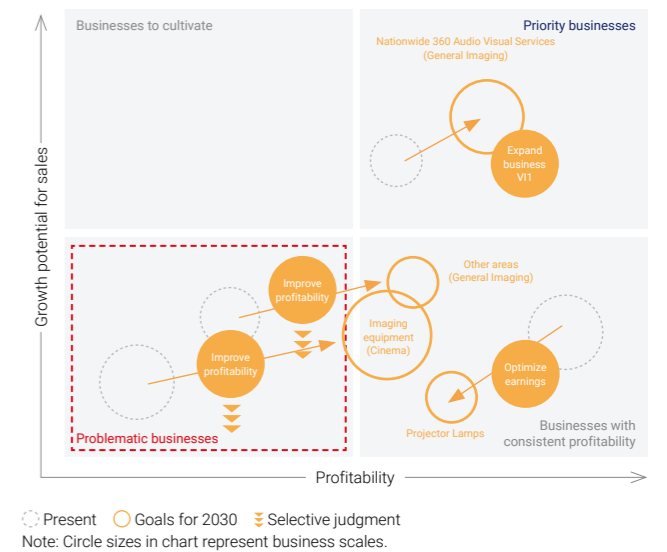 Businesses to cultivate
Priority businesses
Nationwide 360 Audio Visual Services
(General Imaging)
Expand
business
VI1
Growth potential for sales
Improve
profitability
Other areas
(General Imaging)
Imaging
equipment
(Cinema)
Improve
profitability
Optimize
earnings
Projector Lamps
Problematic businesses
Businesses with
consistent profitability
Profitability
Present
Goals for 2030
Selective judgment
Note: Circle sizes in chart represent business scales.